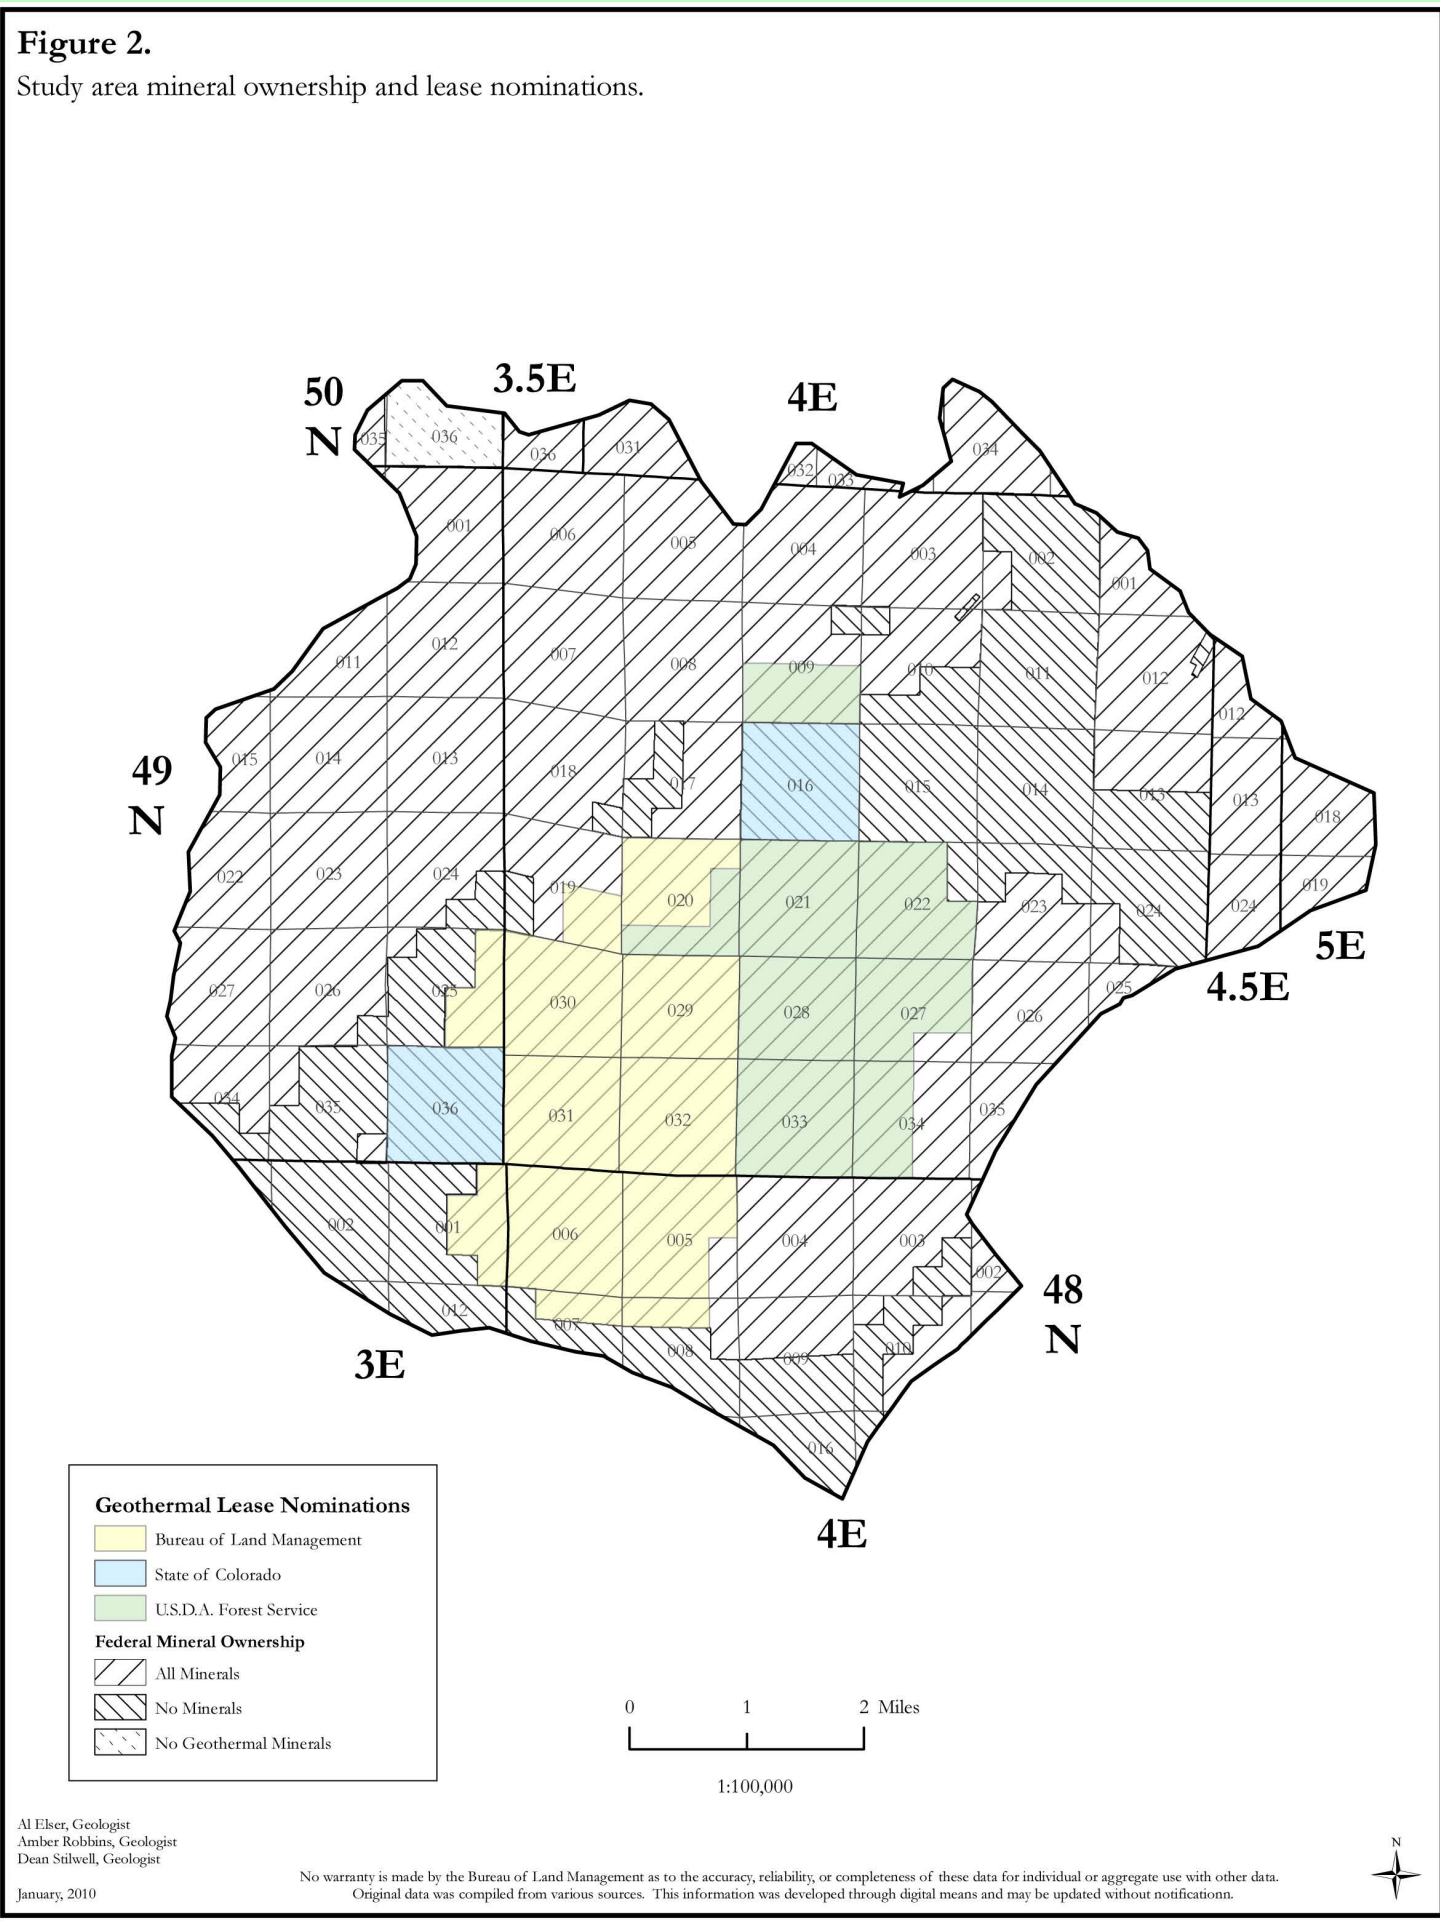 Figure 2.
Study area mineral ownership and lease nominations.
50
N
3.5E
4E
035
036
036
031
032
033
034
001
006
005
004
003
002
001
011
012
007
008
009
010
011
012
012
49
N
015
014
013
018
017
016
015
014
013
013
018
022
023
024
019
020
021
022
023
024
024
019
5E
4.5E
027
026
025
030
029
028
027
026
025
034
035
036
031
032
033
034
035
002
001
006
005
004
003
002
48
N
012
007
008
009
010
016
3E
4E
Geothermal Lease Nominations
Bureau of Land Management
State of Colorado
U.S.D.A. Forest Service
Federal Mineral Ownership
All Minerals
No Minerals
No Geothermal Minerals
0 1 2 Miles
1:100,000
Al Elser, Geologist
Amber Robbins, Geologist
Dean Stilwell, Geologist
January, 2010
No warranty is made by the Bureau of Land Management as to the accuracy, reliability, or completeness of these data for individual or aggregate use with other data.
Original data was compiled from various sources. This information was developed through digital means and may be updated without notificationn.
N